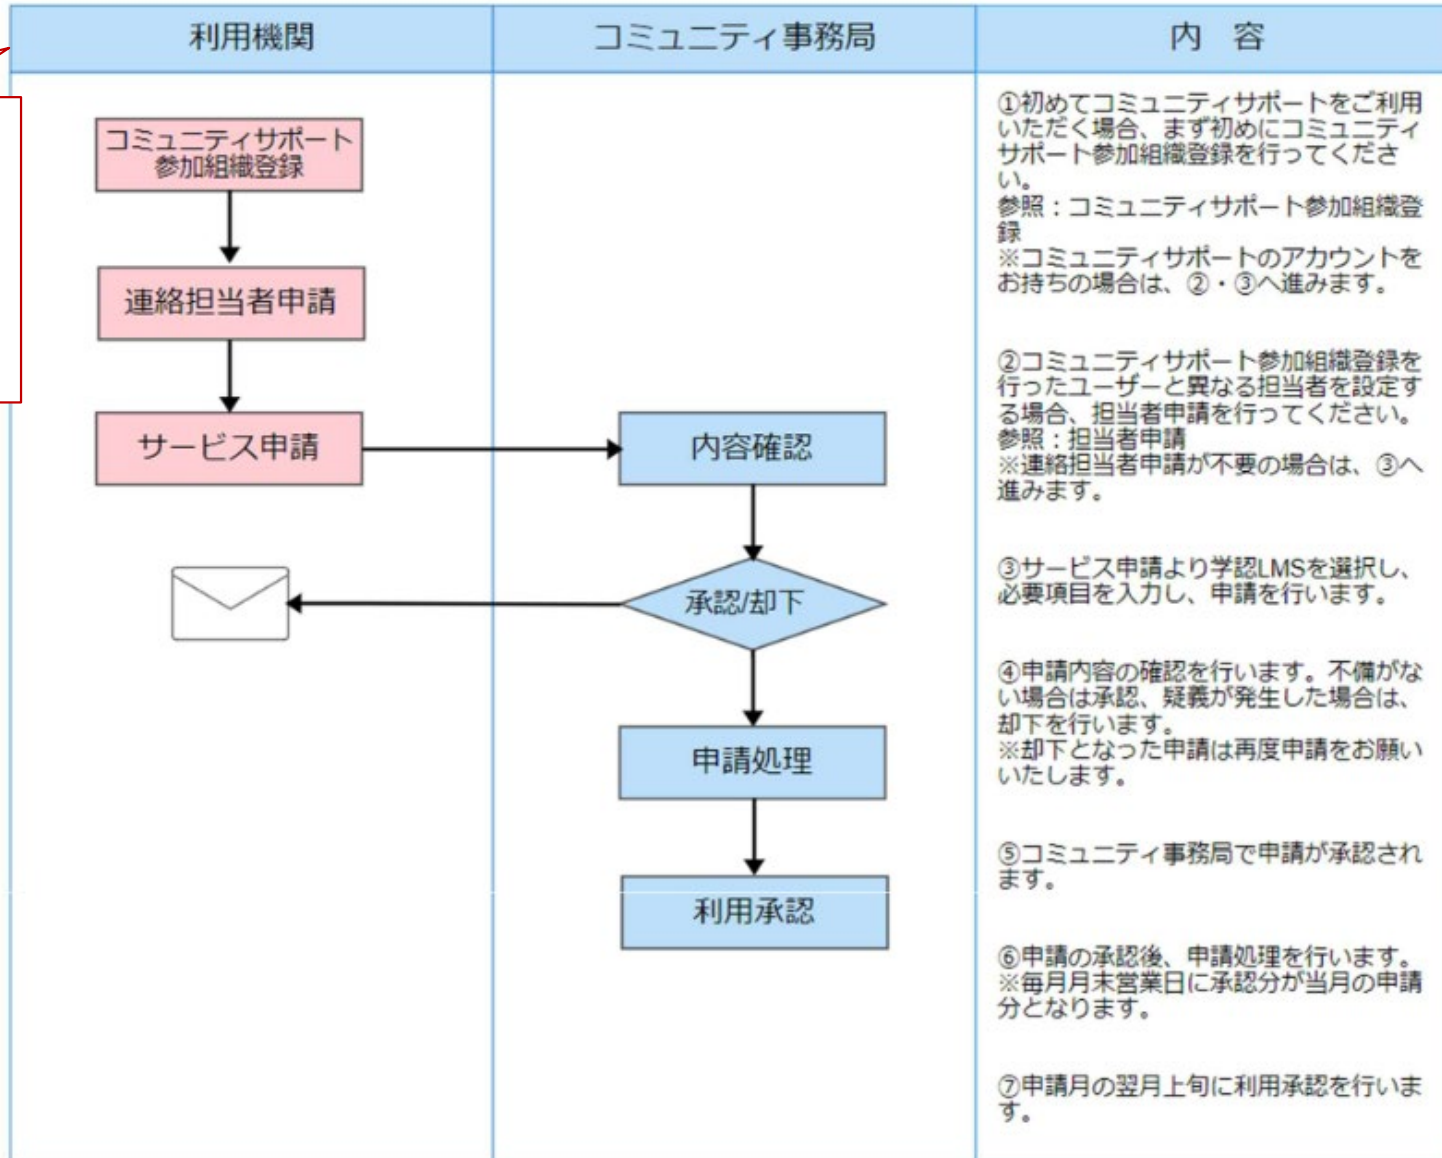 利用機関
コミュニティ事務局
内　容
コミュニティサポート
参加組織登録
連絡担当者申請
サービス申請
内容確認
承認/却下
申請処理
利用承認
①初めてコミュニティサポートをご利用
いただく場合、まず初めにコミュニティ
サポート参加組織登録を行ってくださ
い。
参照：コミュニティサポート参加組織登
録
※コミュニティサポートのアカウントを
お持ちの場合は、②・③へ進みます。
②コミュニティサポート参加組織登録を
行ったユーザーと異なる担当者を設定す
る場合、担当者申請を行ってください。
参照：担当者申請
※連絡担当者申請が不要の場合は、③へ
進みます。
③サービス申請より学認LMSを選択し、
必要項目を入力し、申請を行います。
④申請内容の確認を行います。不備がな
い場合は承認、疑義が発生した場合は、
却下を行います。
※却下となった申請は再度申請をお願い
いたします。
⑤コミュニティ事務局で申請が承認され
ます。
⑥申請の承認後、申請処理を行います。
※毎月月末営業日に承認分が当月の申請
分となります。
⑦申請月の翌月上旬に利用承認を行いま
す。